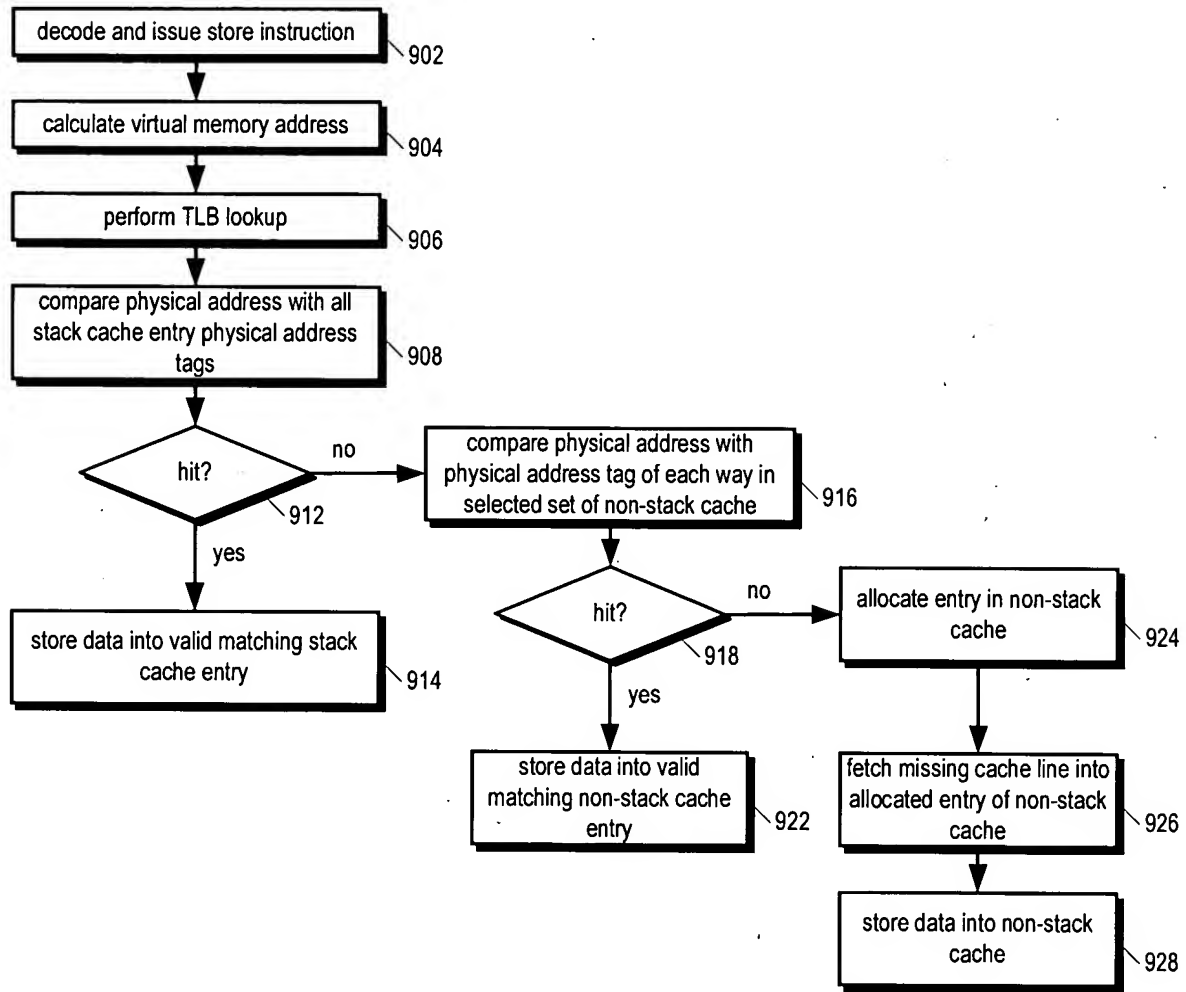 decode and issue store instruction
902
calculate virtual memory address
904
perform TLB lookup
906
compare physical address with all
stack cache entry physical address
tags
908
hit?
912
no
yes
store data into valid matching stack
cache entry
914
compare physical address with
physical address tag of each way in
selected set of non-stack cache
916
hit?
918
no
yes
store data into valid
matching non-stack cache
entry
922
allocate entry in non-stack
cache
924
fetch missing cache line into
allocated entry of non-stack
cache
926
store data into non-stack
cache
928